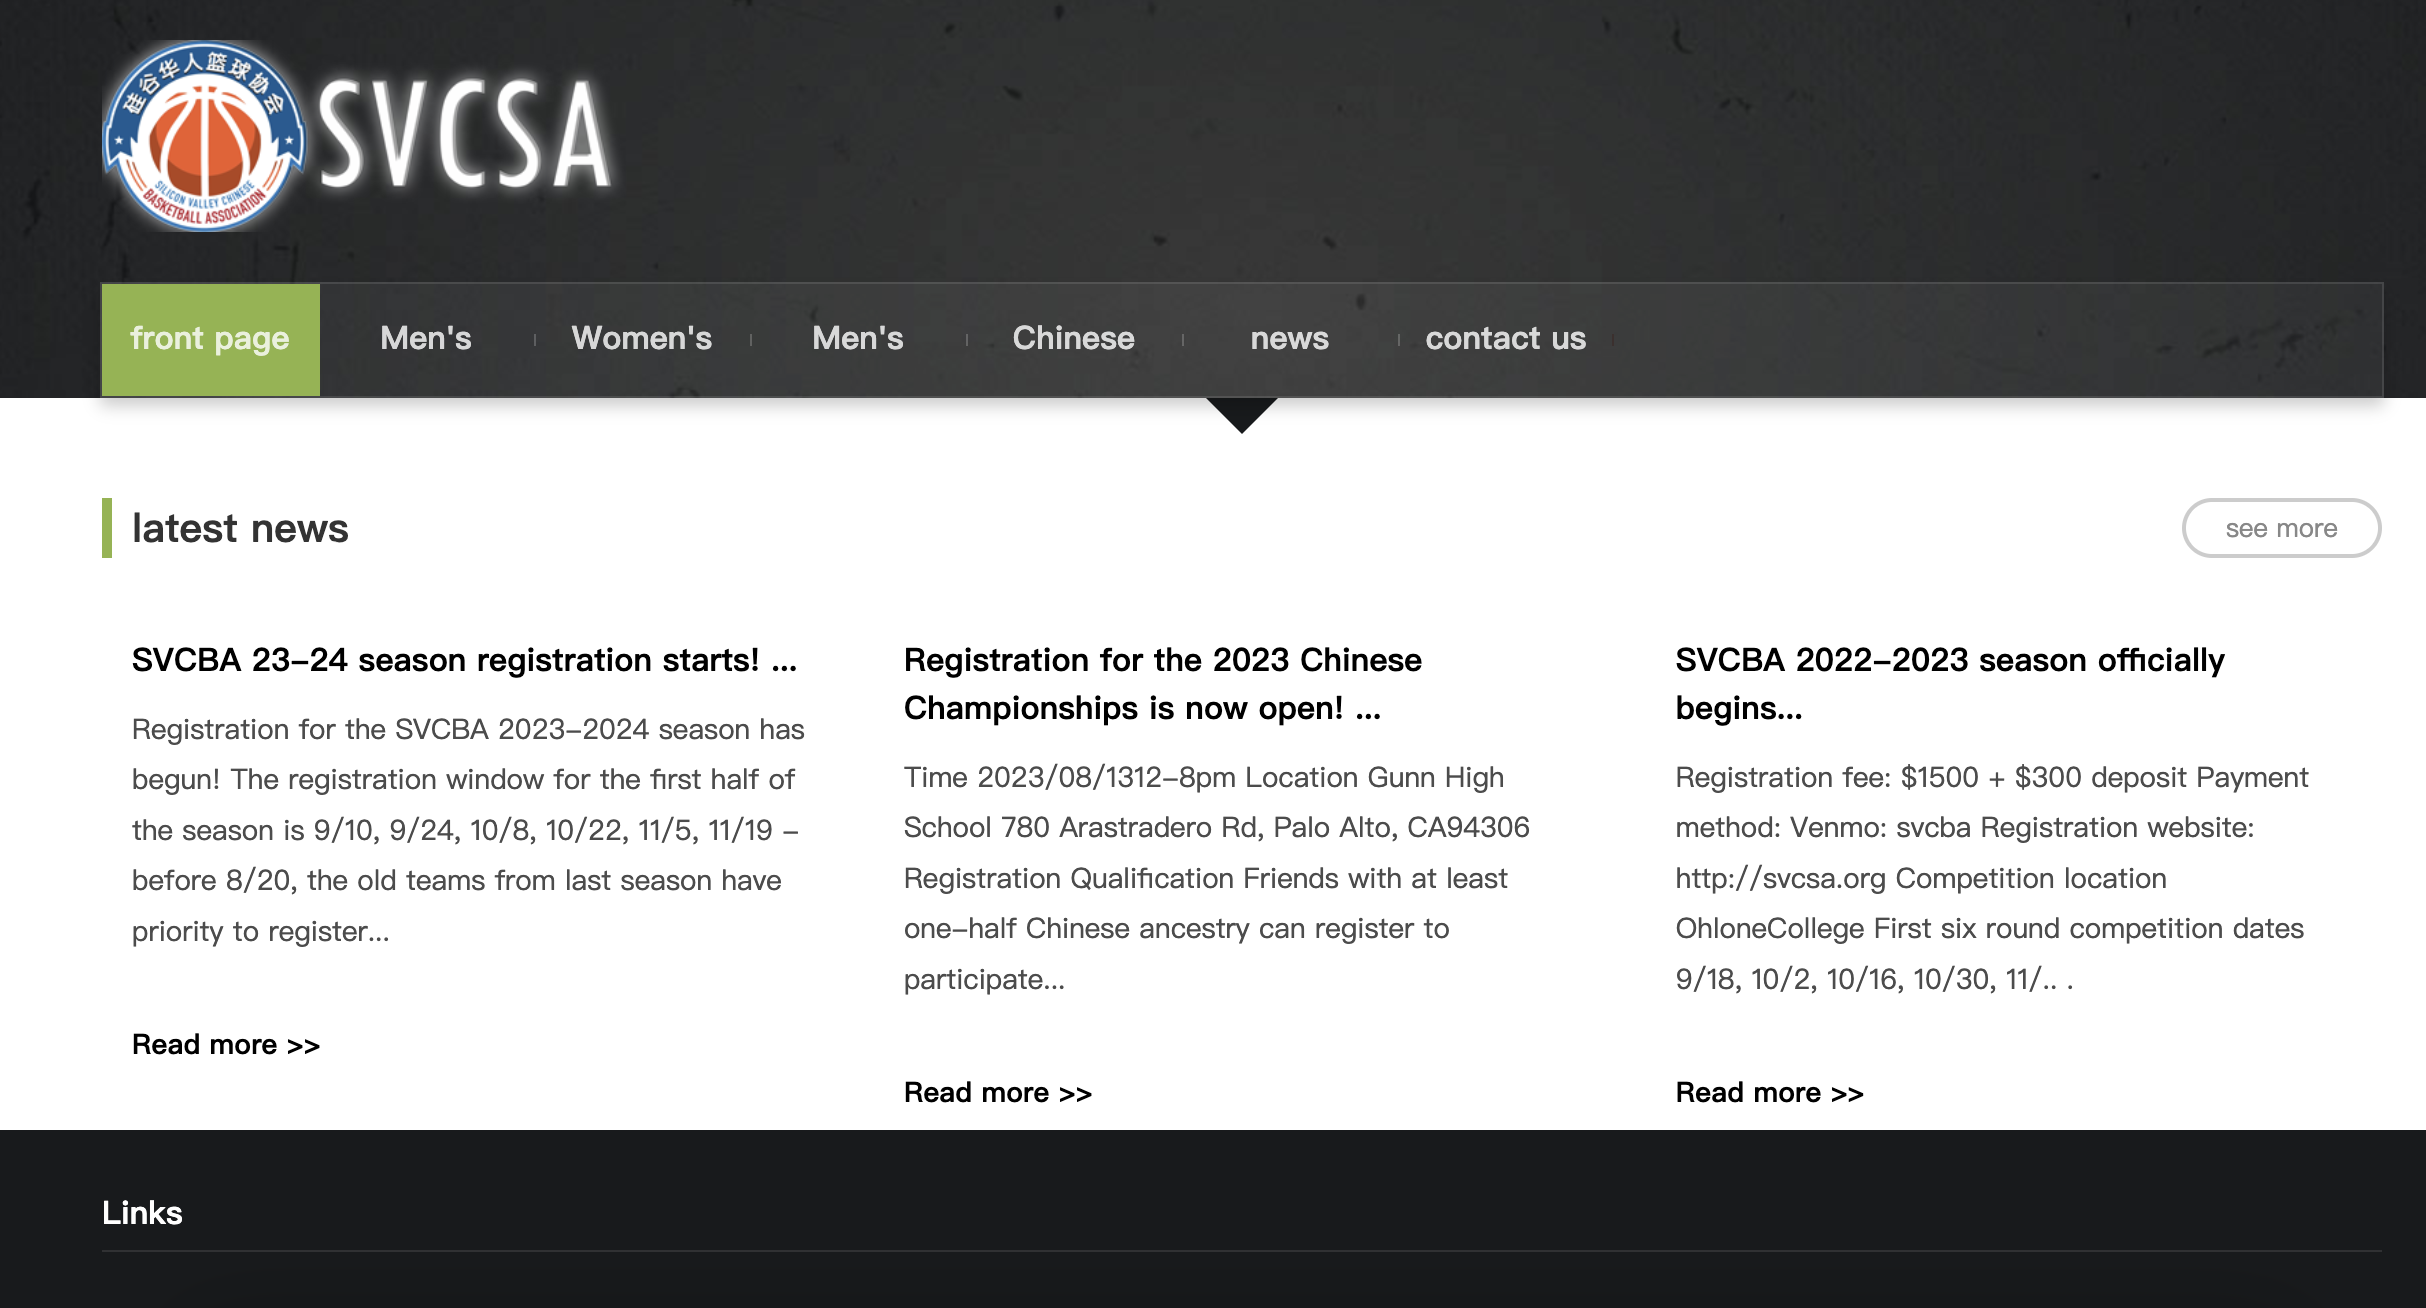 硅谷华人篮球协会
SILICON VALLEY CHINESE
BASKETBALL ASSOCIATION
SVCSA
front page
Men's
Women's
Men's
Chinese
news
contact us
latest news
see more
SVCBA 23-24 season registration starts! ...
Registration for the SVCBA 2023-2024 season has
begun! The registration window for the first half of
the season is 9/10, 9/24, 10/8, 10/22, 11/5, 11/19 -
before 8/20, the old teams from last season have
priority to register...
Read more >>
Registration for the 2023 Chinese
Championships is now open! ...
Time 2023/08/1312-8pm Location Gunn High
School 780 Arastradero Rd, Palo Alto, CA94306
Registration Qualification Friends with at least
one-half Chinese ancestry can register to
participate...
Read more >>
SVCBA 2022-2023 season officially
begins...
Registration fee: $1500 + $300 deposit Payment
method: Venmo: svcba Registration website:
http://svcsa.org Competition location
OhloneCollege First six round competition dates
9/18, 10/2, 10/16, 10/30, 11/.. .
Read more >>
Links